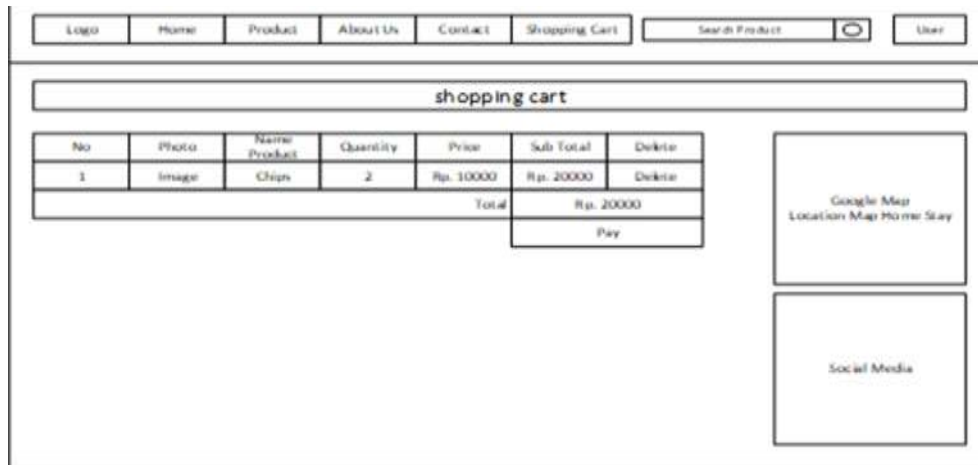 Logo Home Product About Us Contact Shopping Cart Search Product User
shopping cart
No Photo Name Product Quantity Price Sub Total Delete
1 Image Chips 2 Rp. 10000 Rp. 20000 Delete
Total Rp. 20000
Pay
Google Map
Location Map Home Stay
Social Media